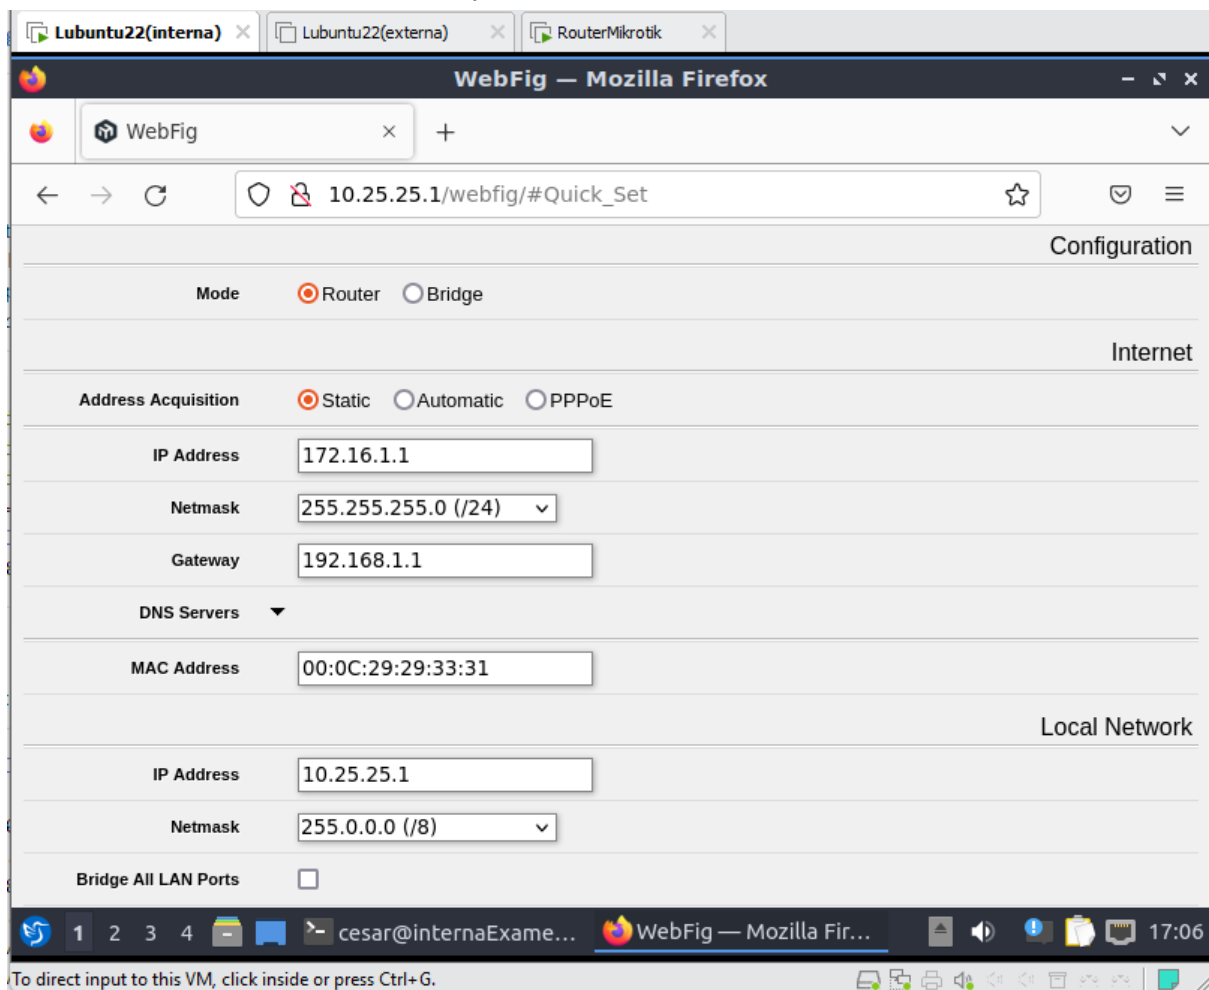 Lubuntu22(interna) Lubuntu22(externa) RouterMikrotik
WebFig — Mozilla Firefox
WebFig
10.25.25.1/webfig/#Quick_Set
Configuration
Mode Router Bridge
Internet
Address Acquisition Static Automatic PPPoE
IP Address 172.16.1.1
Netmask 255.255.255.0 (/24)
Gateway 192.168.1.1
DNS Servers
MAC Address 00:0C:29:29:33:31
Local Network
IP Address 10.25.25.1
Netmask 255.0.0.0 (/8)
Bridge All LAN Ports
1 2 3 4 cesar@internaExame... WebFig — Mozilla Fir... 17:06
To direct input to this VM, click inside or press Ctrl+G.